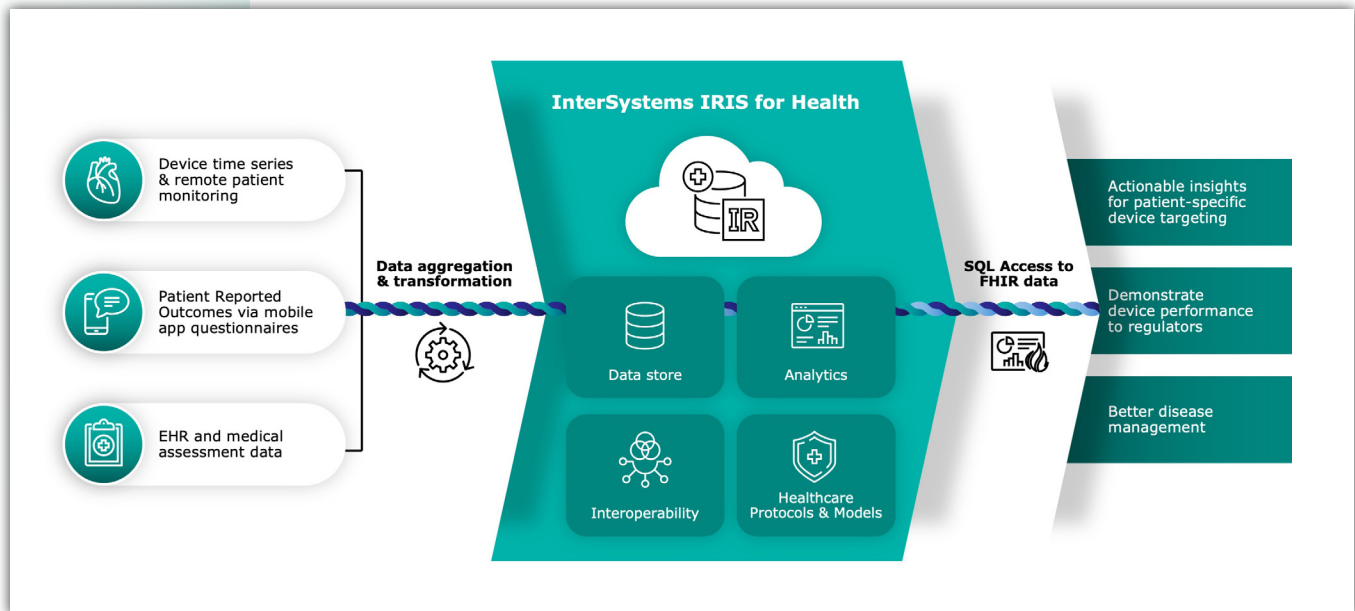 InterSystems IRIS for Health
IR
Device time series
& remote patient
monitoring
Patient Reported
Outcomes via mobile
app questionnaires
EHR and medical
assessment data
Data aggregation
& transformation
Data store
Analytics
Interoperability
Healthcare
Protocols & Models
SQL Access to
FHIR data
Actionable insights
for patient-specific
device targeting
Demonstrate
device performance
to regulators
Better disease
management